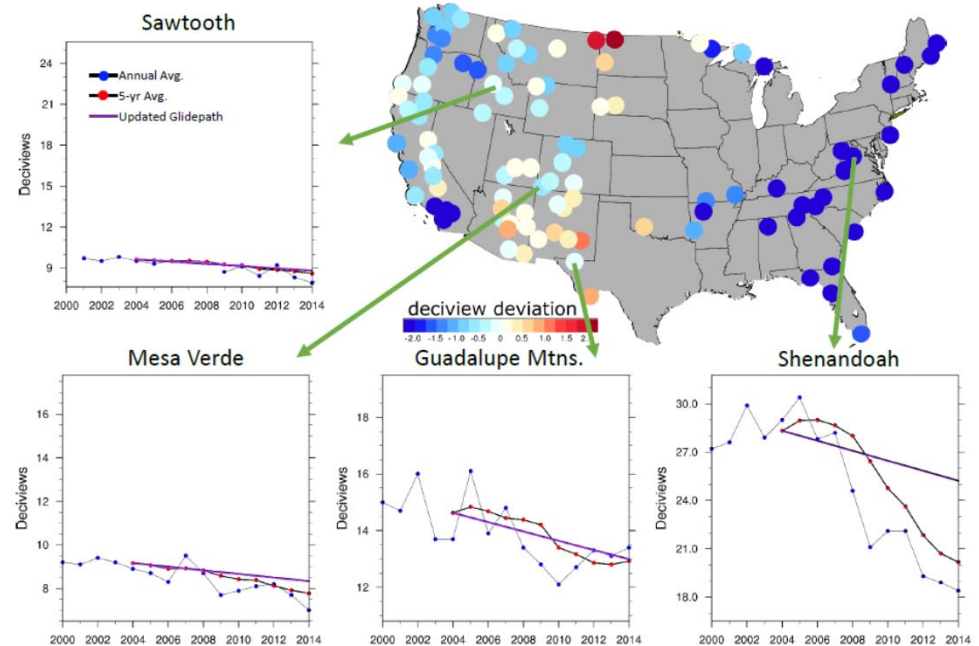 Sawtooth
24
21
18
15
12
9
Deciviews
Annual Avg.
5-yr Avg.
Updated Glidepath
2000 2002 2004 2006 2008 2010 2012 2014
deciview deviation
-2.0 -1.5 -1.0 -0.5 0 0.5 1.0 1.5 2.0
Mesa Verde
16
14
12
10
8
Deciviews
2000 2002 2004 2006 2008 2010 2012 2014
Guadalupe Mtns.
18
16
14
12
Deciviews
2000 2002 2004 2006 2008 2010 2012 2014
Shenandoah
30.0
27.0
24.0
21.0
18.0
Deciviews
2000 2002 2004 2006 2008 2010 2012 2014